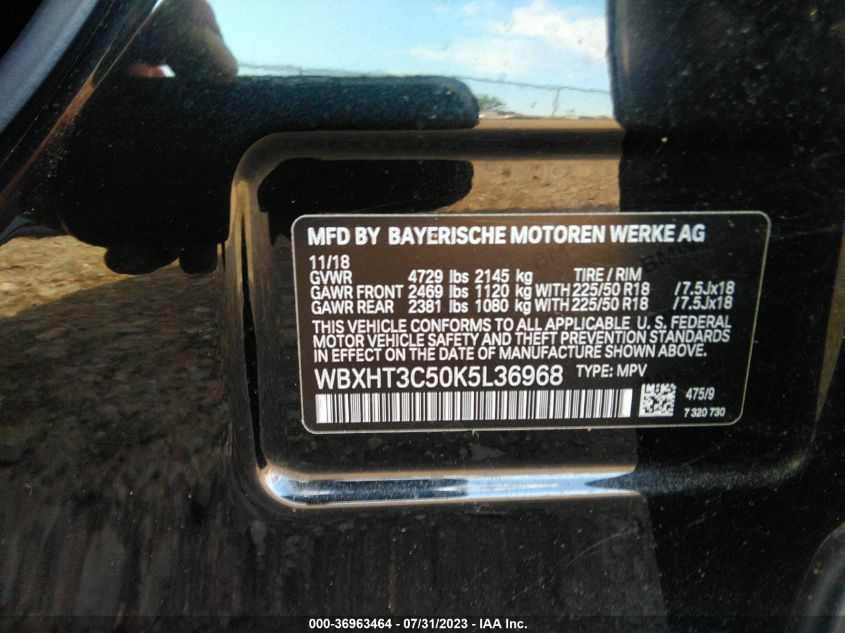 MFD BY BAYERISCHE MOTOREN WERKE AG
11/18
GVWR 4729 lbs 2145 kg TIRE / RIM
GAWR FRONT 2469 lbs 1120 kg WITH 225/50 R18 /7.5Jx18
GAWR REAR 2381 lbs 1080 kg WITH 225/50 R18 /7.5Jx18
THIS VEHICLE CONFORMS TO ALL APPLICABLE U. S. FEDERAL
MOTOR VEHICLE SAFETY AND THEFT PREVENTION STANDARDS
IN EFFECT ON THE DATE OF MANUFACTURE SHOWN ABOVE.
WBXHT3C50K5L36968 TYPE: MPV
475/9
7 320 730
000-36963464 - 07/31/2023 - IAA Inc.